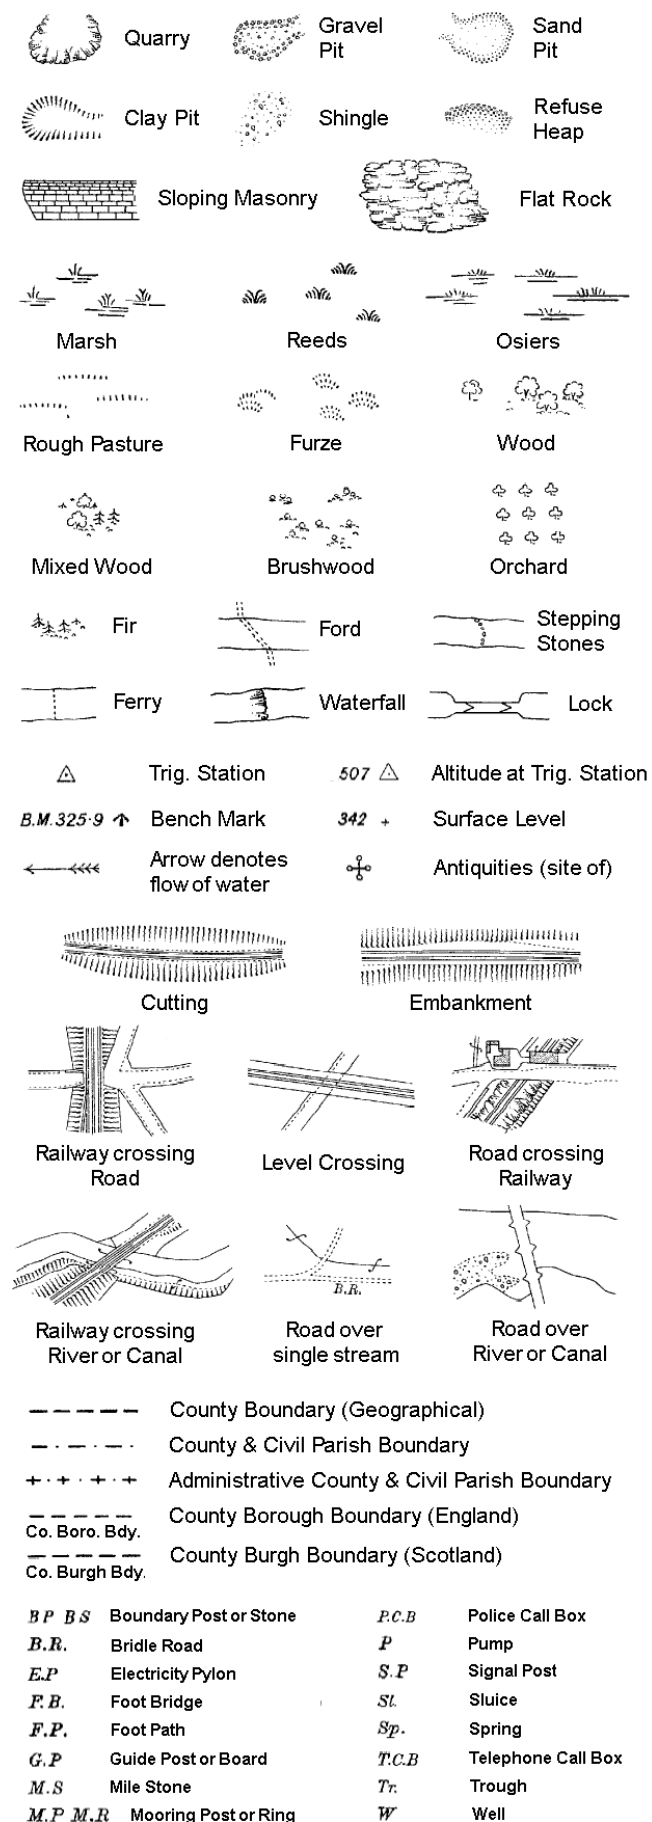 Quarry
Gravel
Pit
Sand
Pit
Clay Pit
Shingle
Refuse
Heap
Sloping Masonry
Flat Rock
Marsh
Reeds
Osiers
Rough Pasture
Furze
Wood
Mixed Wood
Brushwood
Orchard
Fir
Ford
Stepping
Stones
Ferry
Waterfall
Lock
Trig. Station
507
Altitude at Trig. Station
B.M. 325·9
Bench Mark
342 +
Surface Level
Arrow denotes
flow of water
Antiquities (site of)
Cutting
Embankment
Railway crossing
Road
Level Crossing
Road crossing
Railway
Railway crossing
River or Canal
B.R.
Road over
single stream
Road over
River or Canal
County Boundary (Geographical)
County & Civil Parish Boundary
Administrative County & Civil Parish Boundary
Co. Boro. Bdy.
County Borough Boundary (England)
Co. Burgh Bdy.
County Burgh Boundary (Scotland)
B P B S Boundary Post or Stone
P.C.B Police Call Box
B.R. Bridle Road
P Pump
E.P Electricity Pylon
S.P Signal Post
F.B. Foot Bridge
Sl. Sluice
F.P. Foot Path
Sp. Spring
G.P Guide Post or Board
T.C.B Telephone Call Box
M.S Mile Stone
Tr. Trough
M.P M.R Mooring Post or Ring
W Well